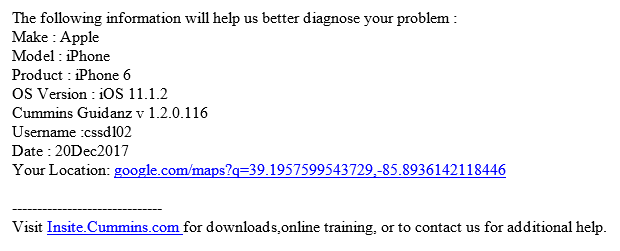 The following information will help us better diagnose your problem :
Make : Apple
Model : iPhone
Product : iPhone 6
OS Version : iOS 11.1.2
Cummins Guidanz v 1.2.0.116
Username :cssdl02
Date : 20Dec2017
Your Location: google.com/maps?q=39.1957599543729,-85.8936142118446
------------------------------
Visit Insite.Cummins.com for downloads,online training, or to contact us for additional help.